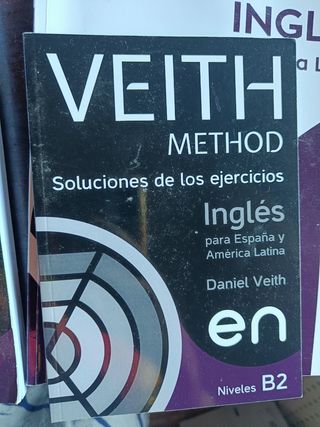 INGL
a L
VEITH
METHOD
Soluciones de los ejercicios
Inglés
para España y
América Latina
Daniel Veith
en
Niveles B2